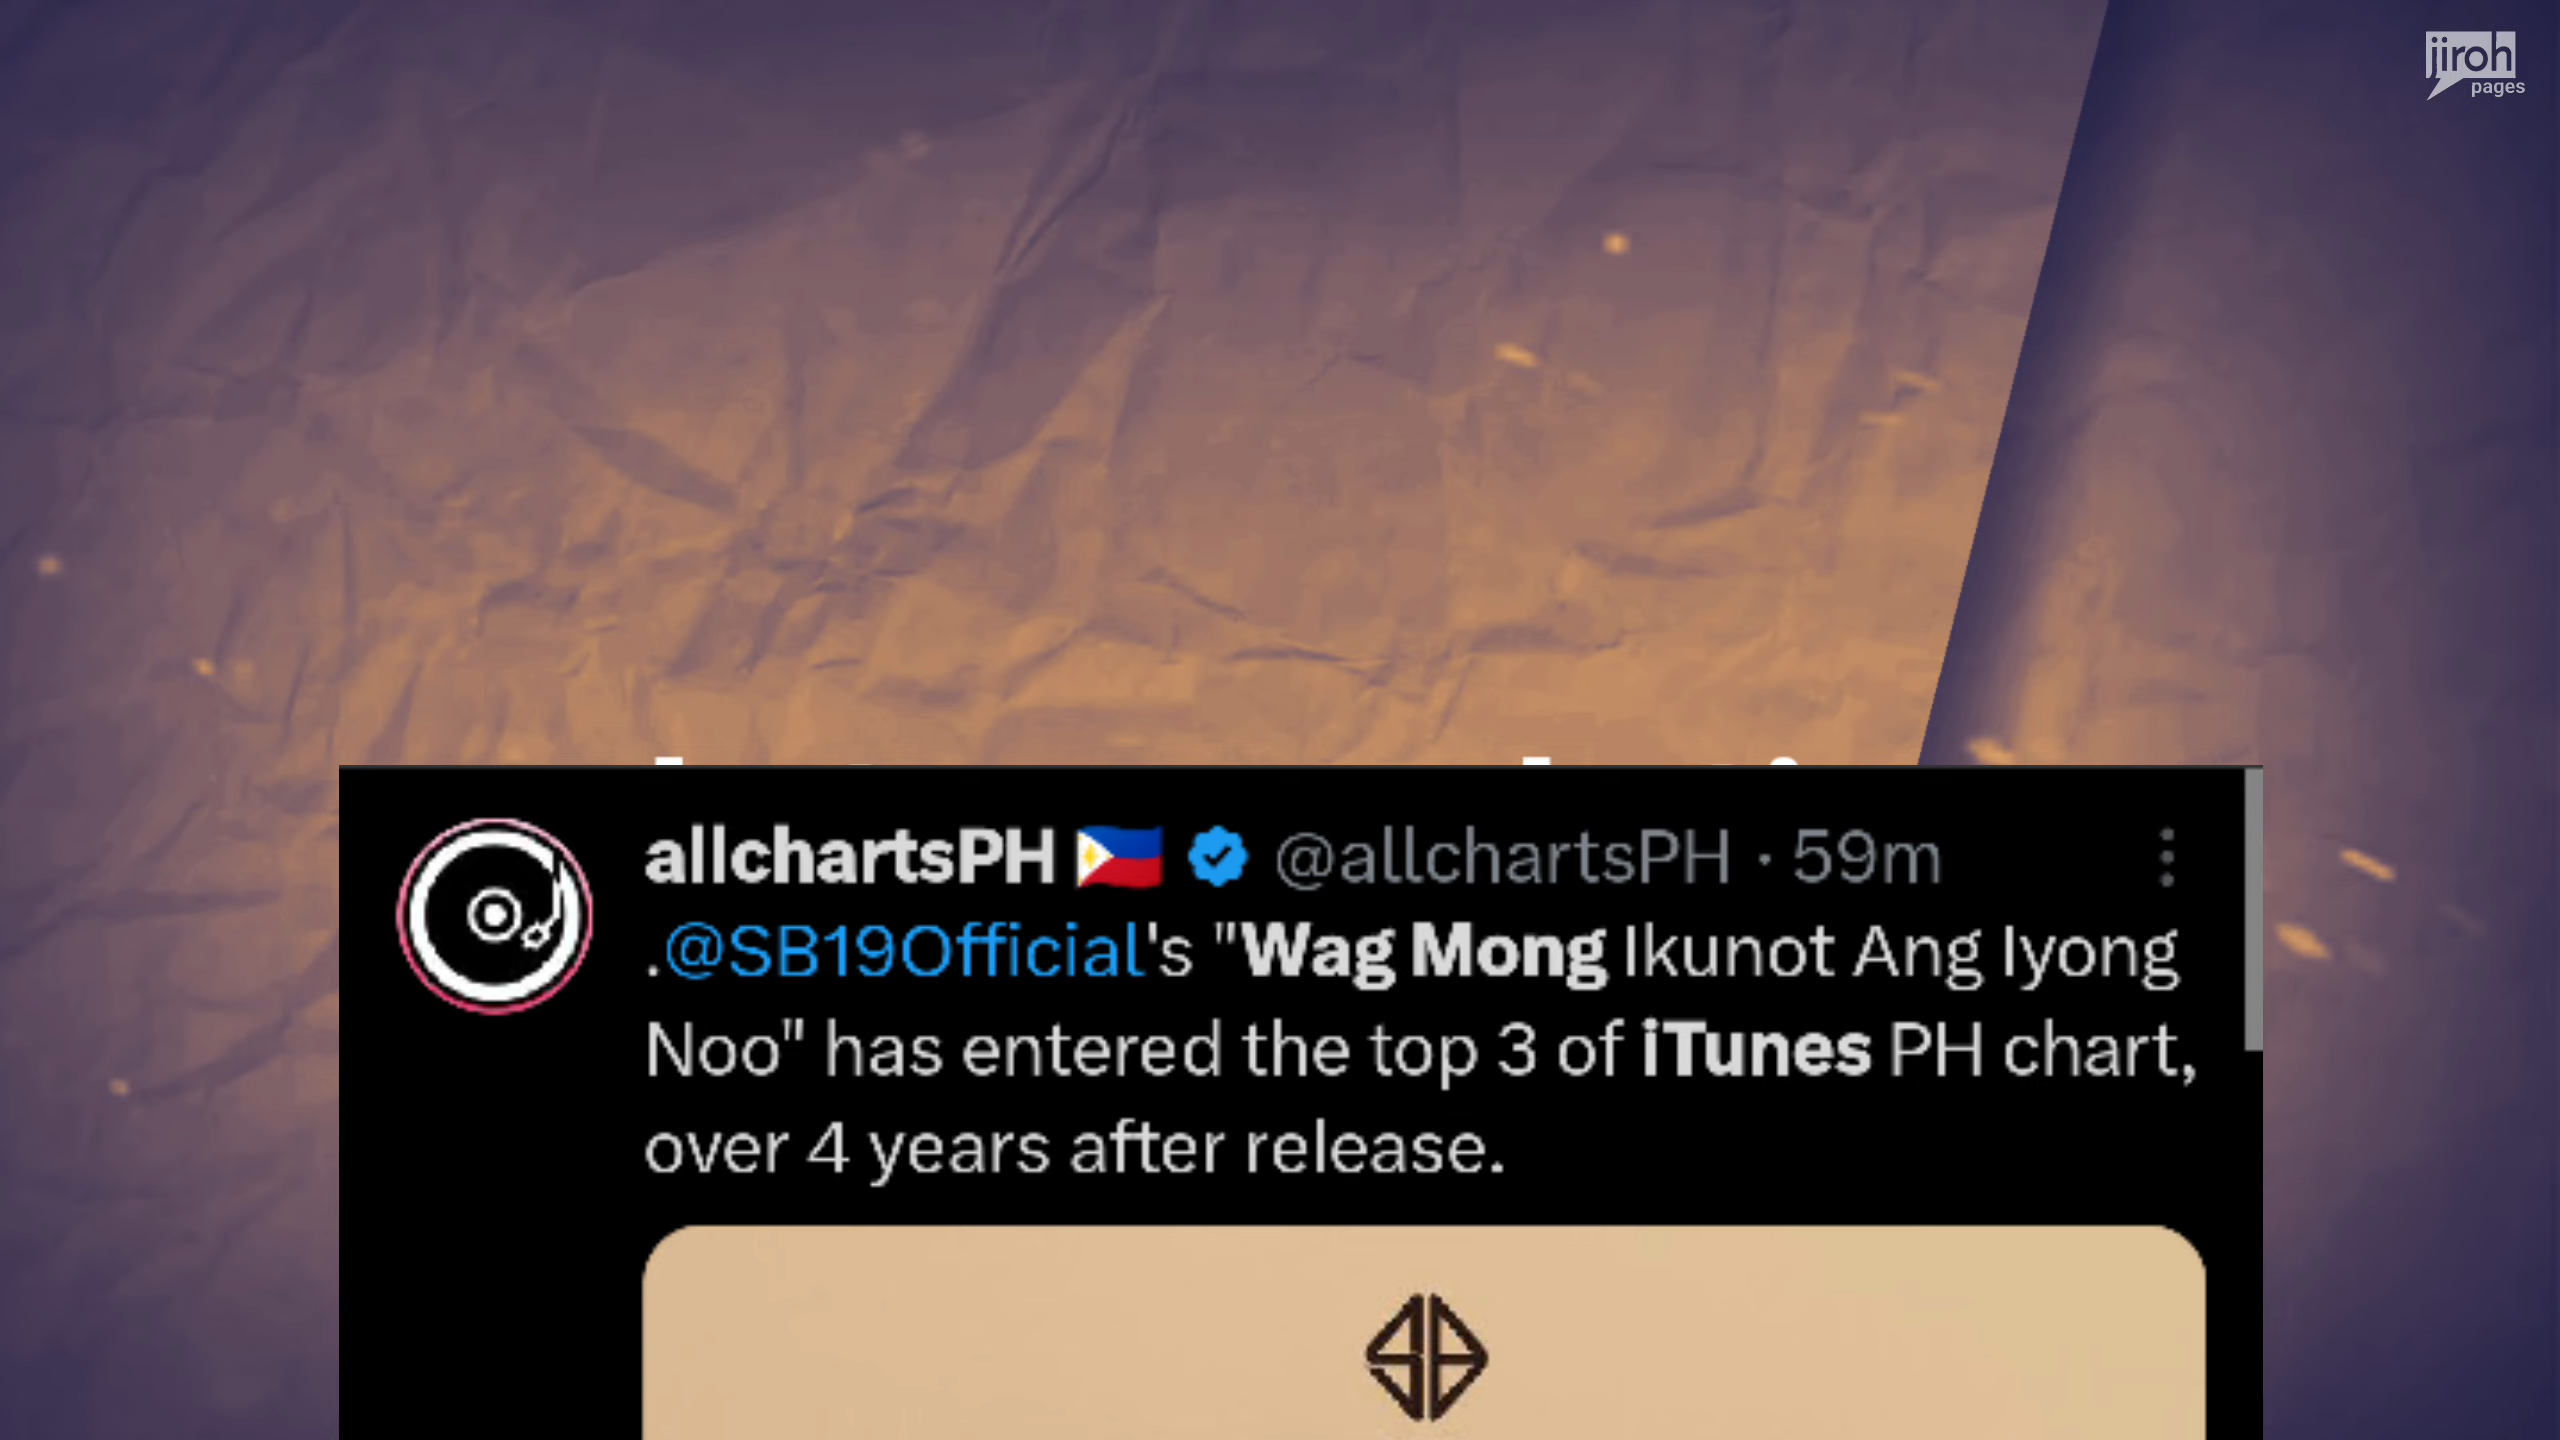 jiroh
pages
allchartsPH 🇵🇭 @allchartsPH · 59m
.@SB19Official's "Wag Mong Ikunot Ang Iyong
Noo" has entered the top 3 of iTunes PH chart,
over 4 years after release.